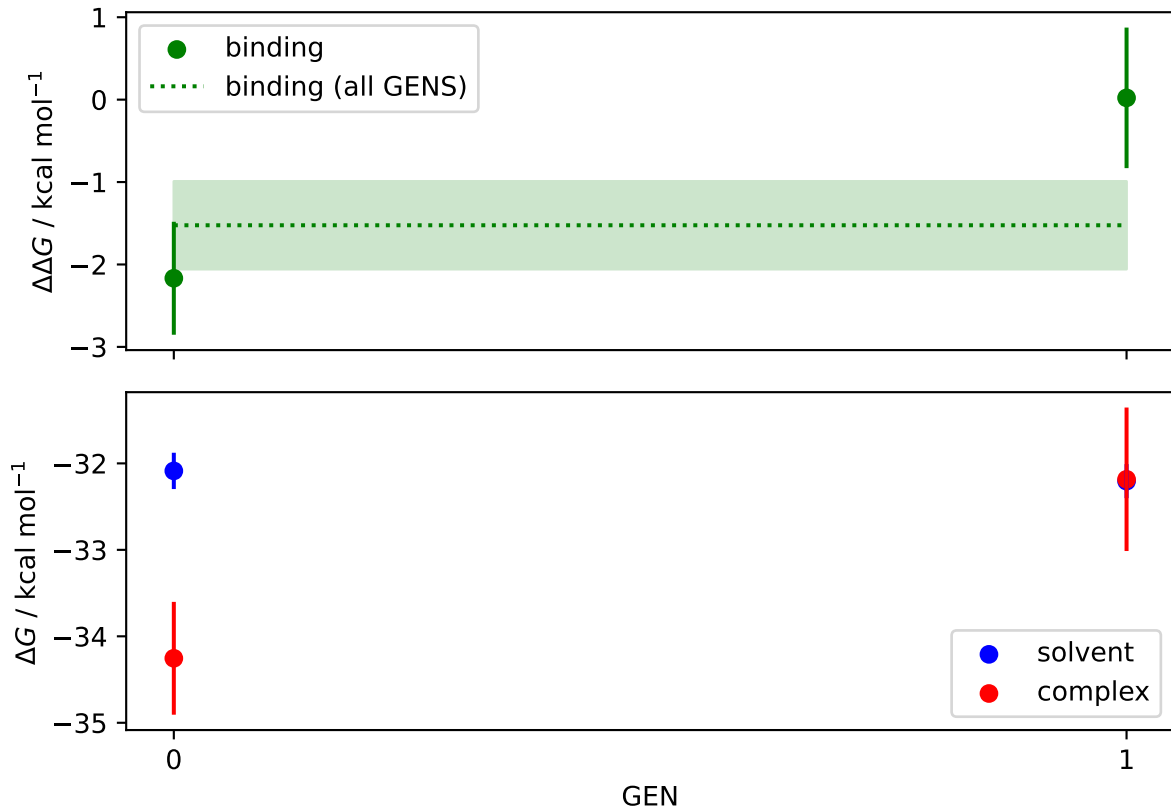 1
0
−1
−2
−3
ΔΔG / kcal mol⁻¹
binding
binding (all GENS)
−32
−33
−34
−35
ΔG / kcal mol⁻¹
solvent
complex
0
1
GEN